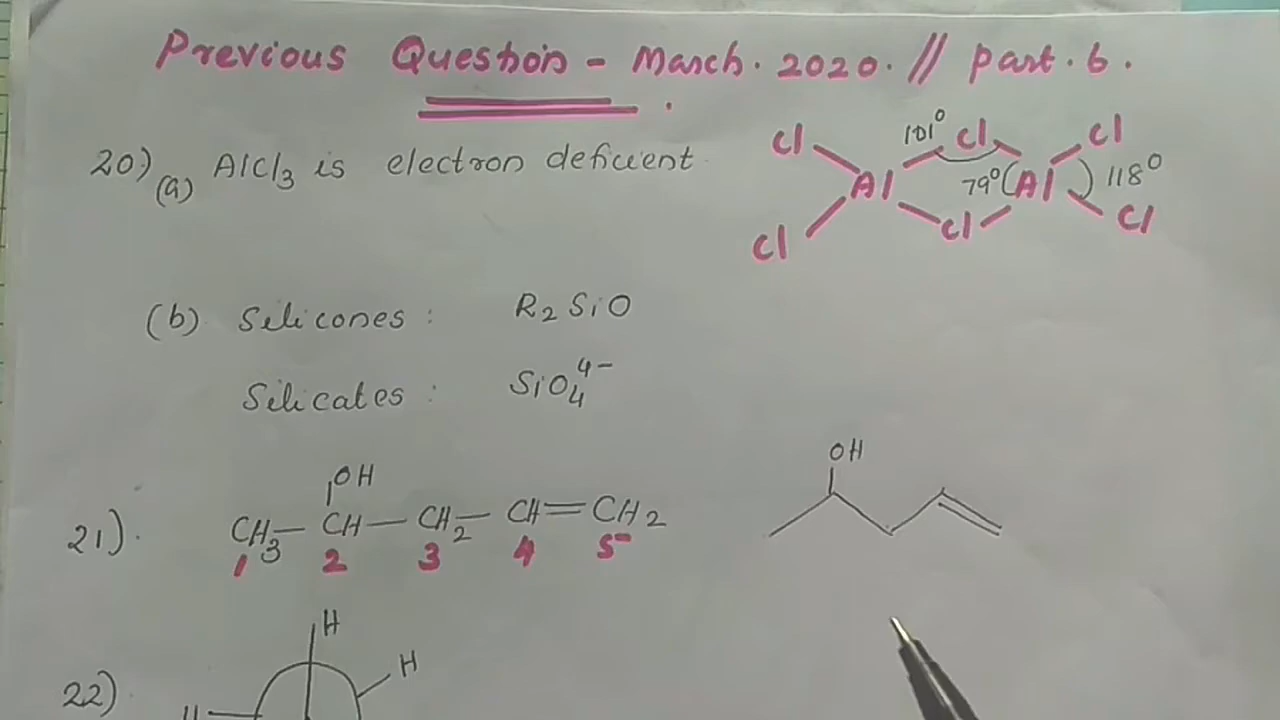 Previous Question - March. 2020. // part. 6.
20) (a) AlCl3 is electron deficient.
Cl 101° Cl Cl
Al 79° Al 118°
Cl Cl Cl
(b) Silicones : R2SiO
Silicates : SiO4 4-
OH
21). CH3 — CH — CH2 — CH = CH2
1 2 3 4 5
OH
22) H
H
H